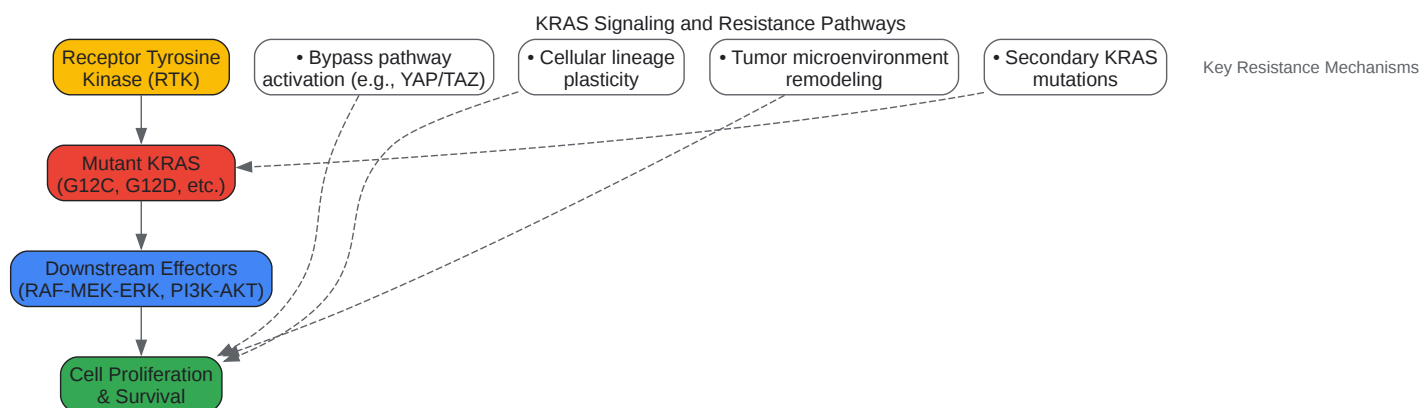 KRAS Signaling and Resistance Pathways
Receptor Tyrosine
Kinase (RTK)
• Bypass pathway
activation (e.g., YAP/TAZ)
• Cellular lineage
plasticity
• Tumor microenvironment
remodeling
• Secondary KRAS
mutations
Key Resistance Mechanisms
Mutant KRAS
(G12C, G12D, etc.)
Downstream Effectors
(RAF-MEK-ERK, PI3K-AKT)
Cell Proliferation
& Survival